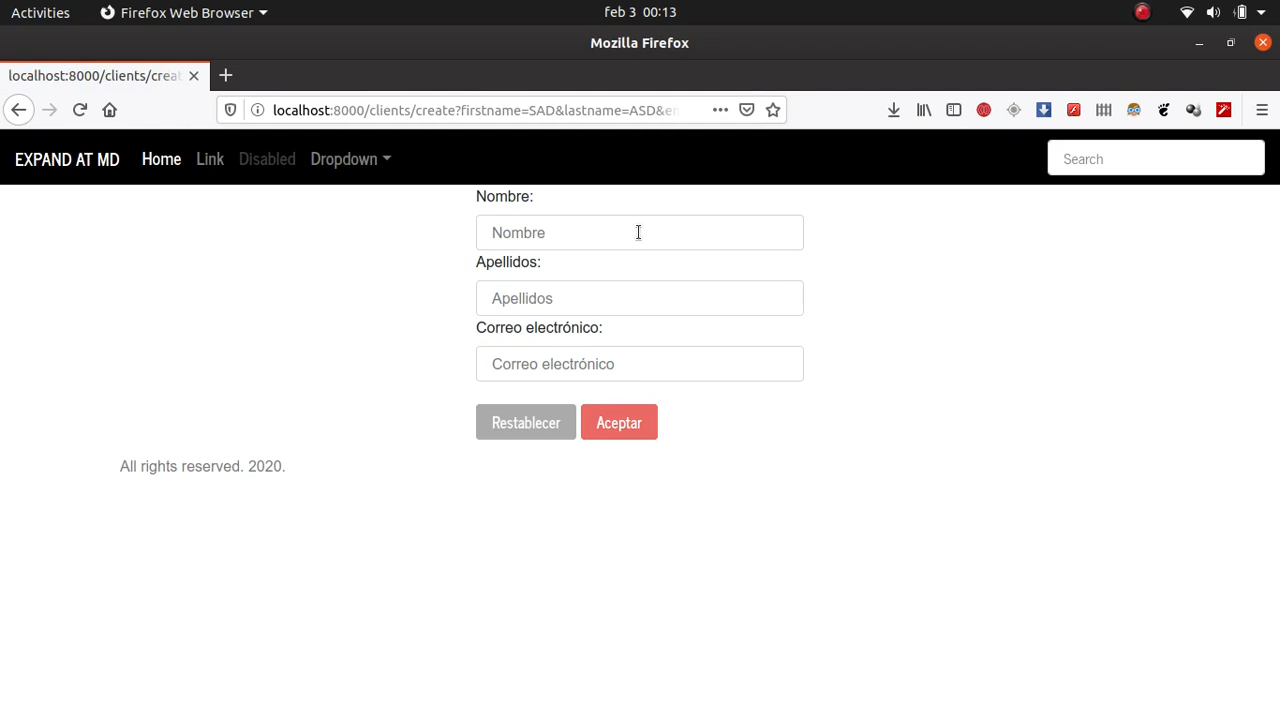 Activities Firefox Web Browser feb 3 00:13
Mozilla Firefox
localhost:8000/clients/creat
localhost:8000/clients/create?firstname=SAD&lastname=ASD&em
EXPAND AT MD Home Link Disabled Dropdown Search
Nombre:
Nombre
Apellidos:
Apellidos
Correo electrónico:
Correo electrónico
Restablecer Aceptar
All rights reserved. 2020.